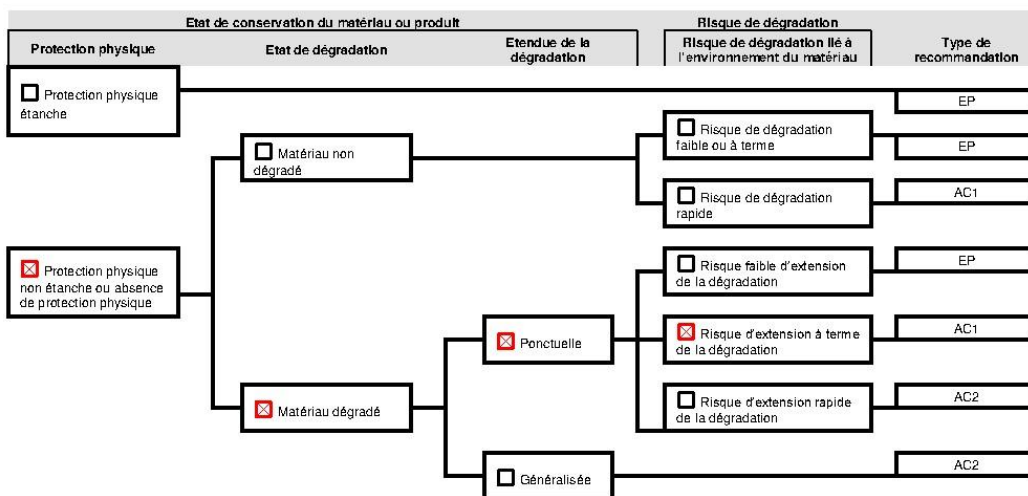 Etat de conservation du matériau ou produit
Risque de dégradation
Protection physique
Etat de dégradation
Etendue de la
dégradation
Risque de dégradation lié à
l'environnement du matériau
Type de
recommandation
Protection physique
étanche
EP
Matériau non
dégradé
Risque de dégradation
faible ou à terme
EP
Risque de dégradation
rapide
AC1
Protection physique
non étanche ou absence
de protection physique
Risque faible d'extension
de la dégradation
EP
Ponctuelle
Risque d'extension à terme
de la dégradation
AC1
Matériau dégradé
Risque d'extension rapide
de la dégradation
AC2
Généralisée
AC2